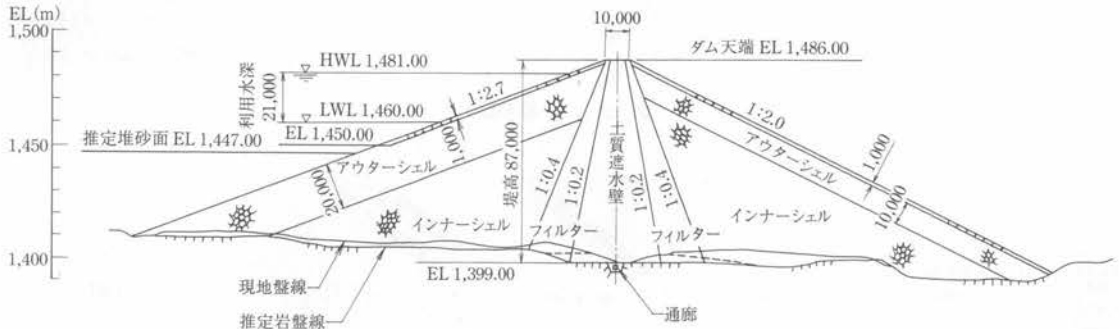 EL(m)
1,500
1,450
1,400
10,000
ダム天端 EL 1,486.00
HWL 1,481.00
利用水深
21,000
LWL 1,460.00
EL 1,450.00
推定堆砂面 EL 1,447.00
1:2.7
1,000
アウターシェル
20,000
堤高 87,000
1:0.4
1:0.2
土質遮水壁
1:0.2
1:0.4
1:2.0
アウターシェル
1,000
10,000
インナーシェル
フィルター
フィルター
インナーシェル
EL 1,399.00
現地盤線
推定岩盤線
通廊